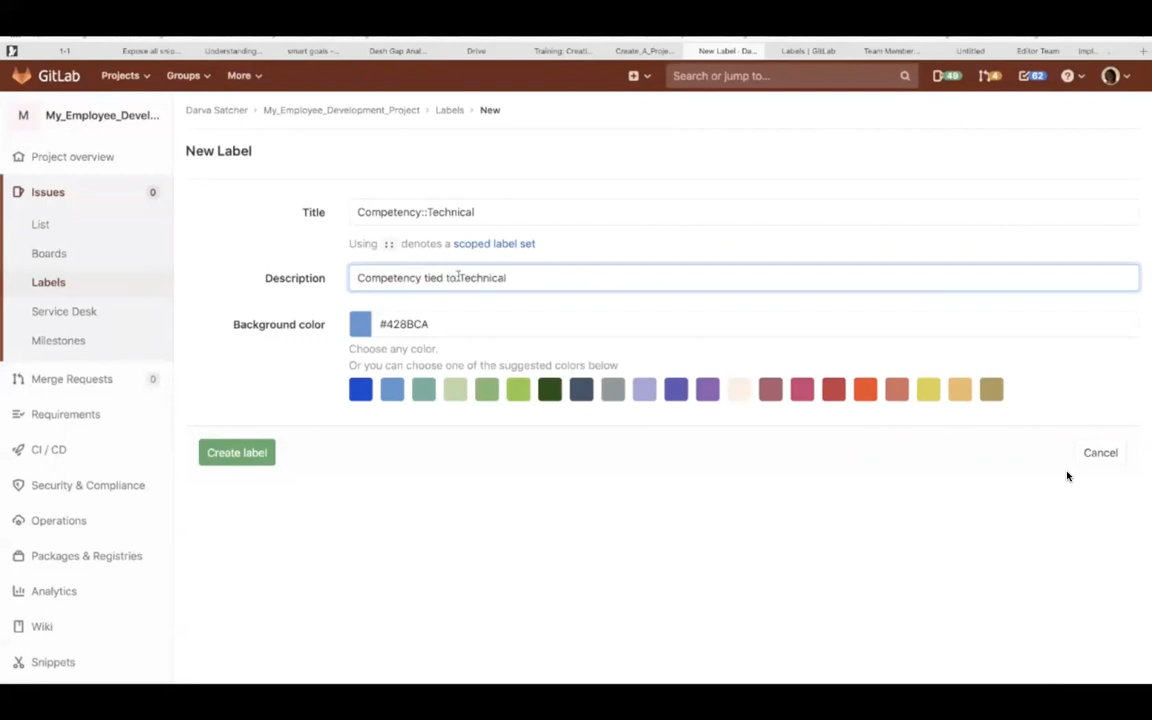 1-1 Expose all snip... Understanding... smart goals -... Dash Gap Anal... Drive Training: Creati... Create_A_Proje... New Label · Da... Labels | GitLab Team Member... Untitled Editor Team Impl...
GitLab Projects Groups More Search or jump to... 49 4 62
M My_Employee_Devel... Darva Satcher > My_Employee_Development_Project > Labels > New
New Label
Project overview
Issues 0
List
Boards
Labels
Service Desk
Milestones
Merge Requests 0
Requirements
CI / CD
Security & Compliance
Operations
Packages & Registries
Analytics
Wiki
Snippets
Title Competency::Technical
Using :: denotes a scoped label set
Description Competency tied to Technical
Background color #428BCA
Choose any color.
Or you can choose one of the suggested colors below
Create label Cancel